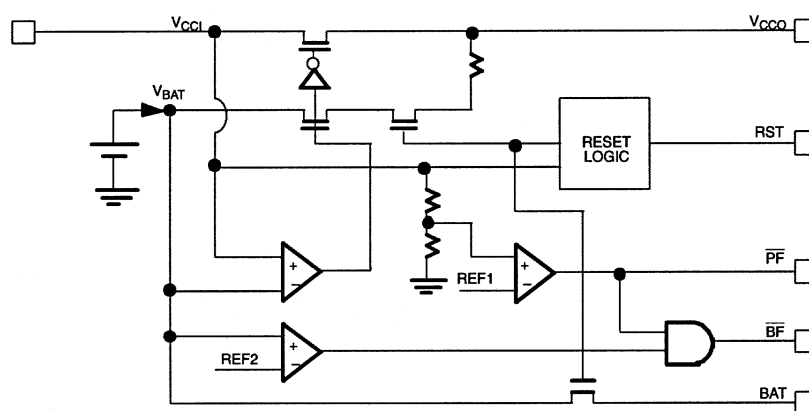 VCCI
VCCO
VBAT
RESET
LOGIC
RST
+
−
REF1
+
−
PF
BF
REF2
+
−
BAT